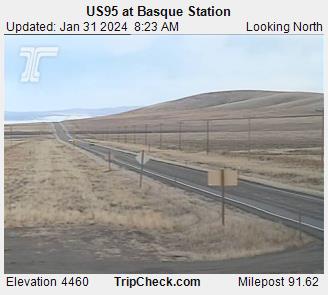 US95 at Basque Station
Updated: Jan 31 2024 8:23 AM Looking North
Elevation 4460 TripCheck.com Milepost 91.62